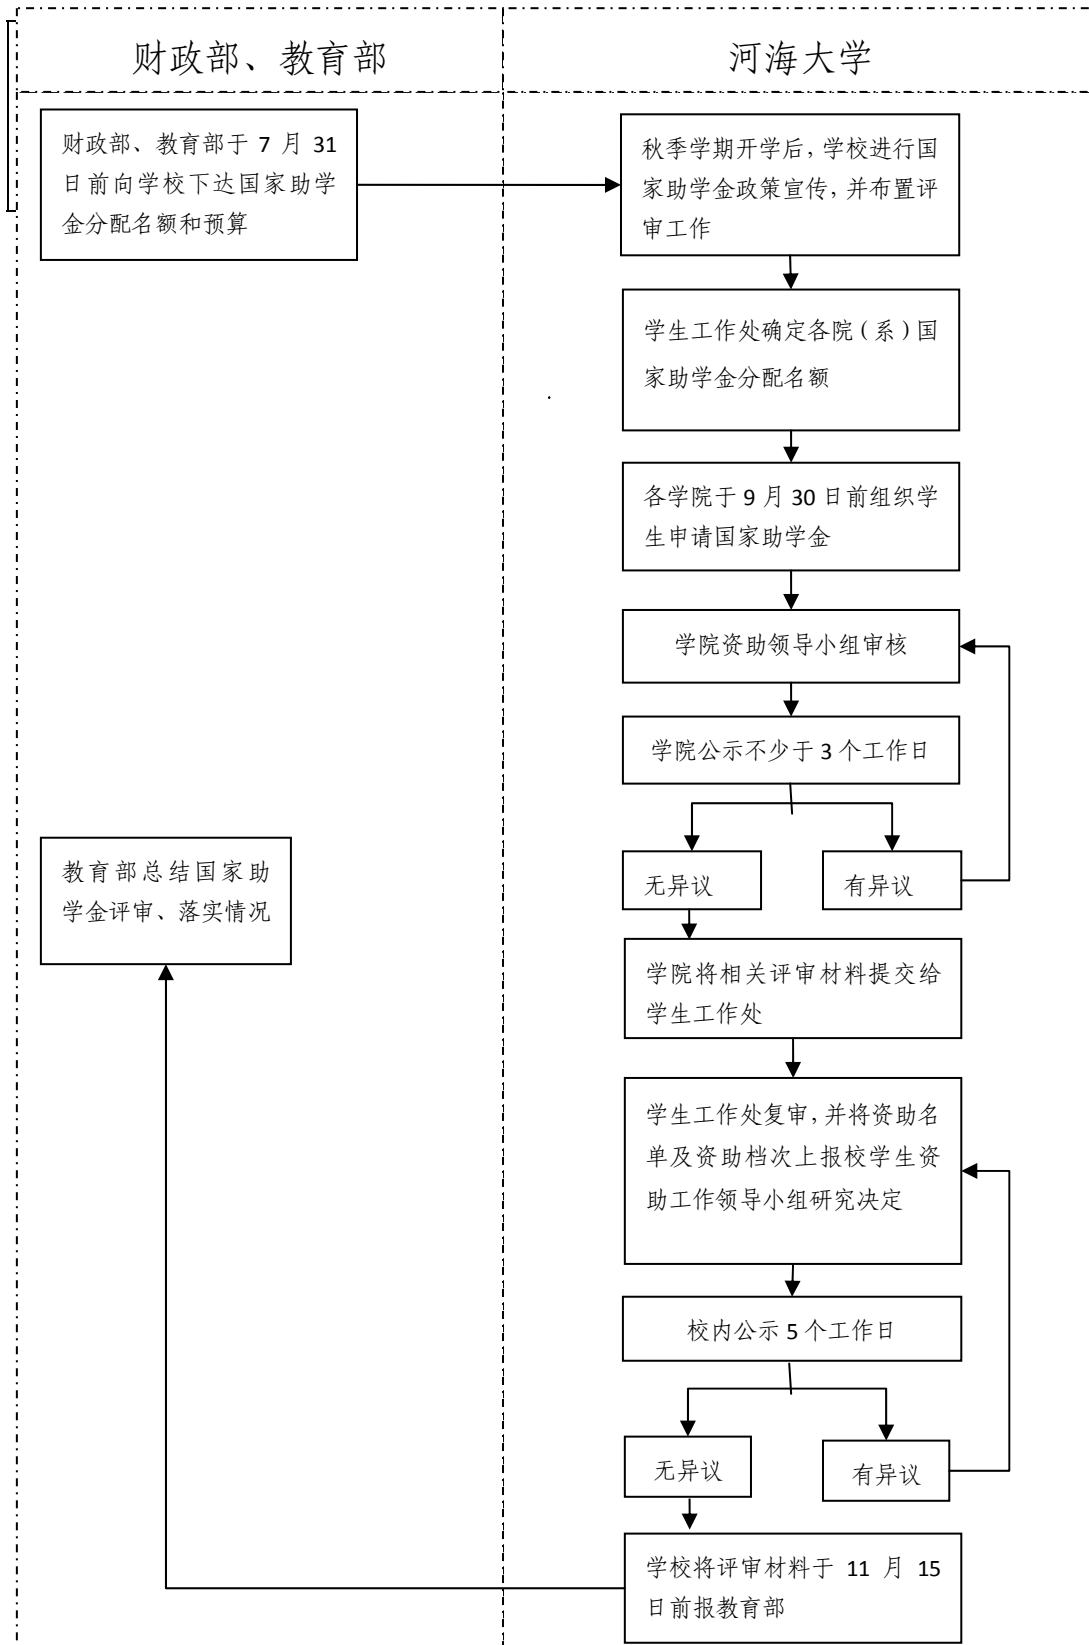 财政部、教育部
河海大学
财政部、教育部于 7 月 31
日前向学校下达国家助学
金分配名额和预算
秋季学期开学后，学校进行国
家助学金政策宣传，并布置评
审工作
学生工作处确定各院（系）国
家助学金分配名额
各学院于 9 月 30 日前组织学
生申请国家助学金
学院资助领导小组审核
学院公示不少于 3 个工作日
无异议
有异议
教育部总结国家助
学金评审、落实情况
学院将相关评审材料提交给
学生工作处
学生工作处复审，并将资助名
单及资助档次上报校学生资
助工作领导小组研究决定
校内公示 5 个工作日
无异议
有异议
学校将评审材料于 11 月 15
日前报教育部